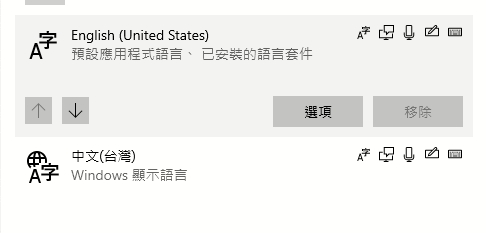 English (United States)
預設應用程式語言、 已安裝的語言套件
選項
移除
中文(台灣)
Windows 顯示語言